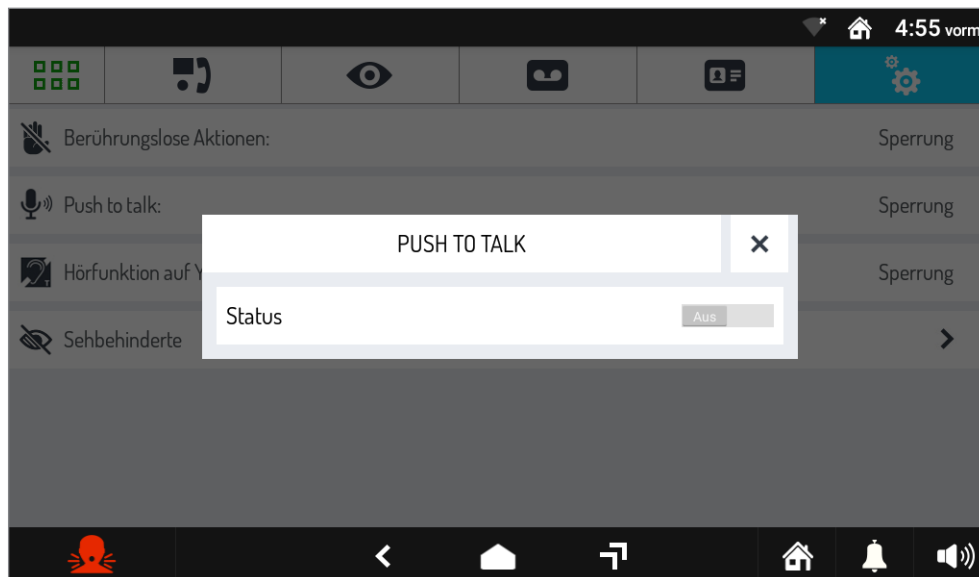 4:55 vorm
Berührungslose Aktionen: Sperrung
Push to talk: Sperrung
PUSH TO TALK
Hörfunktion auf Sperrung
Status Aus
Sehbehinderte